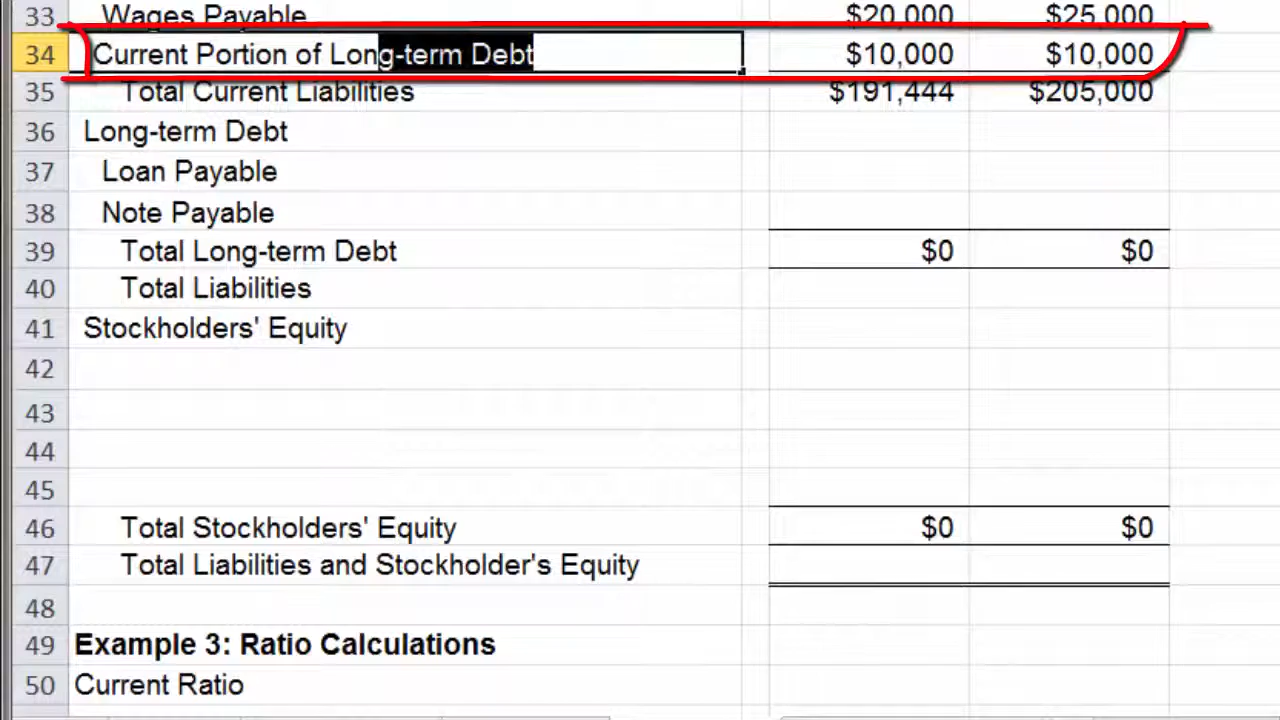 33 Wages Payable $20,000 $25,000
34 Current Portion of Long-term Debt $10,000 $10,000
35 Total Current Liabilities $191,444 $205,000
36 Long-term Debt
37 Loan Payable
38 Note Payable
39 Total Long-term Debt $0 $0
40 Total Liabilities
41 Stockholders' Equity
42
43
44
45
46 Total Stockholders' Equity $0 $0
47 Total Liabilities and Stockholder's Equity
48
49 Example 3: Ratio Calculations
50 Current Ratio